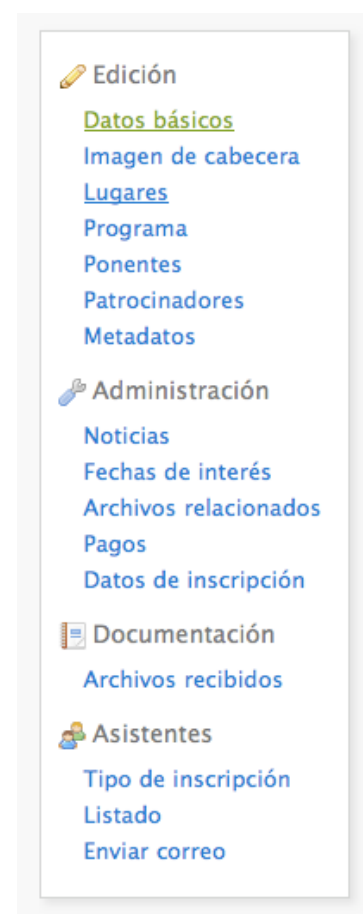 Edición
Datos básicos
Imagen de cabecera
Lugares
Programa
Ponentes
Patrocinadores
Metadatos
Administración
Noticias
Fechas de interés
Archivos relacionados
Pagos
Datos de inscripción
Documentación
Archivos recibidos
Asistentes
Tipo de inscripción
Listado
Enviar correo